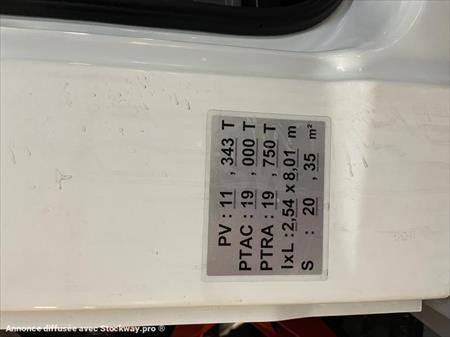 PV : 11 , 343 T
PTAC : 19 , 000 T
PTRA : 19 , 750 T
lxL : 2,54 x 8,01 m
S : 20 , 35 m²
Annonce diffusée avec Stockway.pro ®